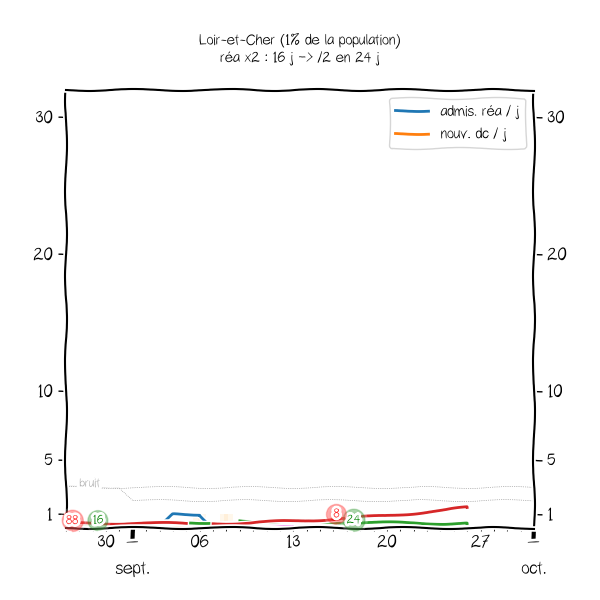 Loir-et-Cher (1% de la population)
réa x2 : 16 j -> /2 en 24 j
admis. réa / j
nouv. dc / j
30
30
20
20
10
10
5
5
bruit
1
88
16
8
24
1
30
06
13
20
27
sept.
oct.